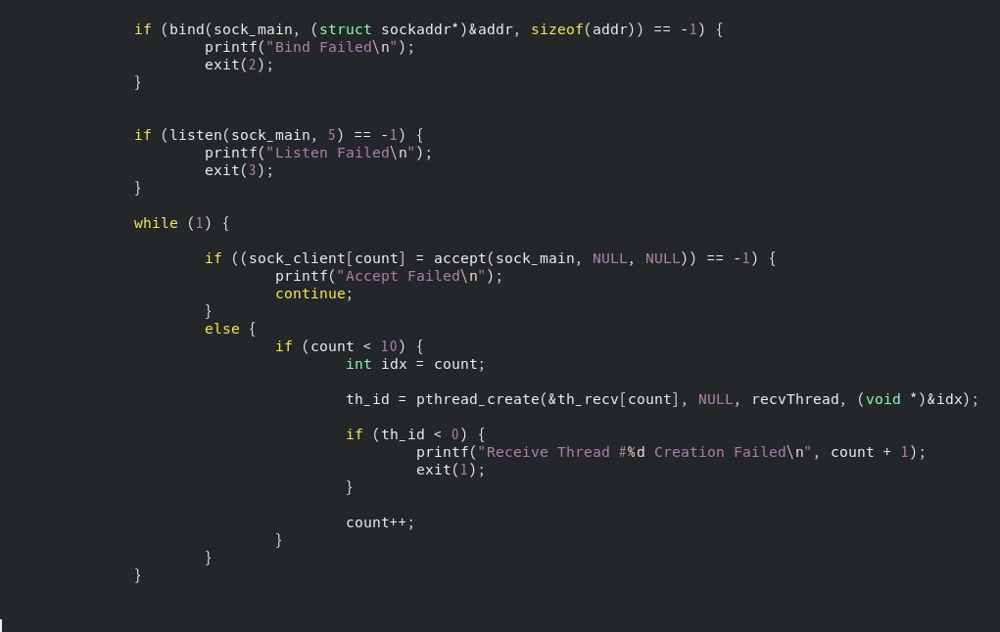 if (bind(sock_main, (struct sockaddr*)&addr, sizeof(addr)) == -1) {
printf("Bind Failed\n");
exit(2);
}
if (listen(sock_main, 5) == -1) {
printf("Listen Failed\n");
exit(3);
}
while (1) {
if ((sock_client[count] = accept(sock_main, NULL, NULL)) == -1) {
printf("Accept Failed\n");
continue;
}
else {
if (count < 10) {
int idx = count;
th_id = pthread_create(&th_recv[count], NULL, recvThread, (void *)&idx);
if (th_id < 0) {
printf("Receive Thread #%d Creation Failed\n", count + 1);
exit(1);
}
count++;
}
}
}